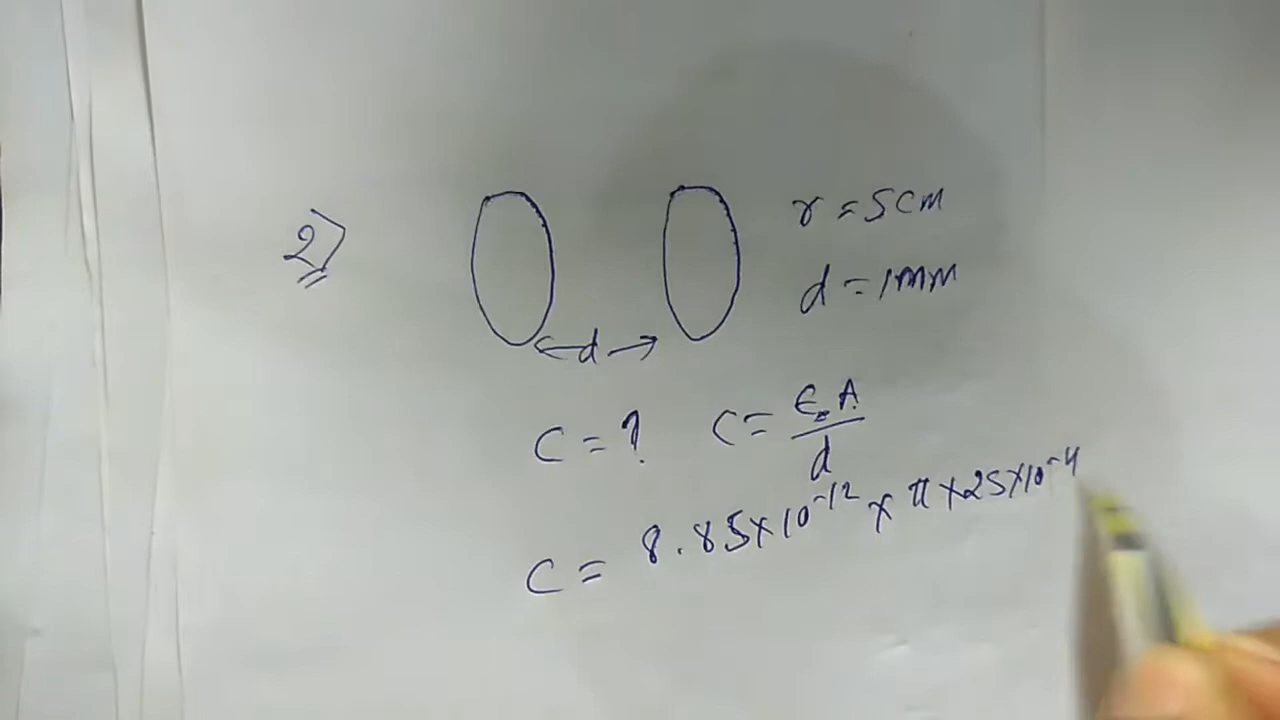 2)
r = 5cm
d = 1mm
d
C = ? C = ε₀A/d
C = 8.85×10⁻¹² × π × 25×10⁻⁴